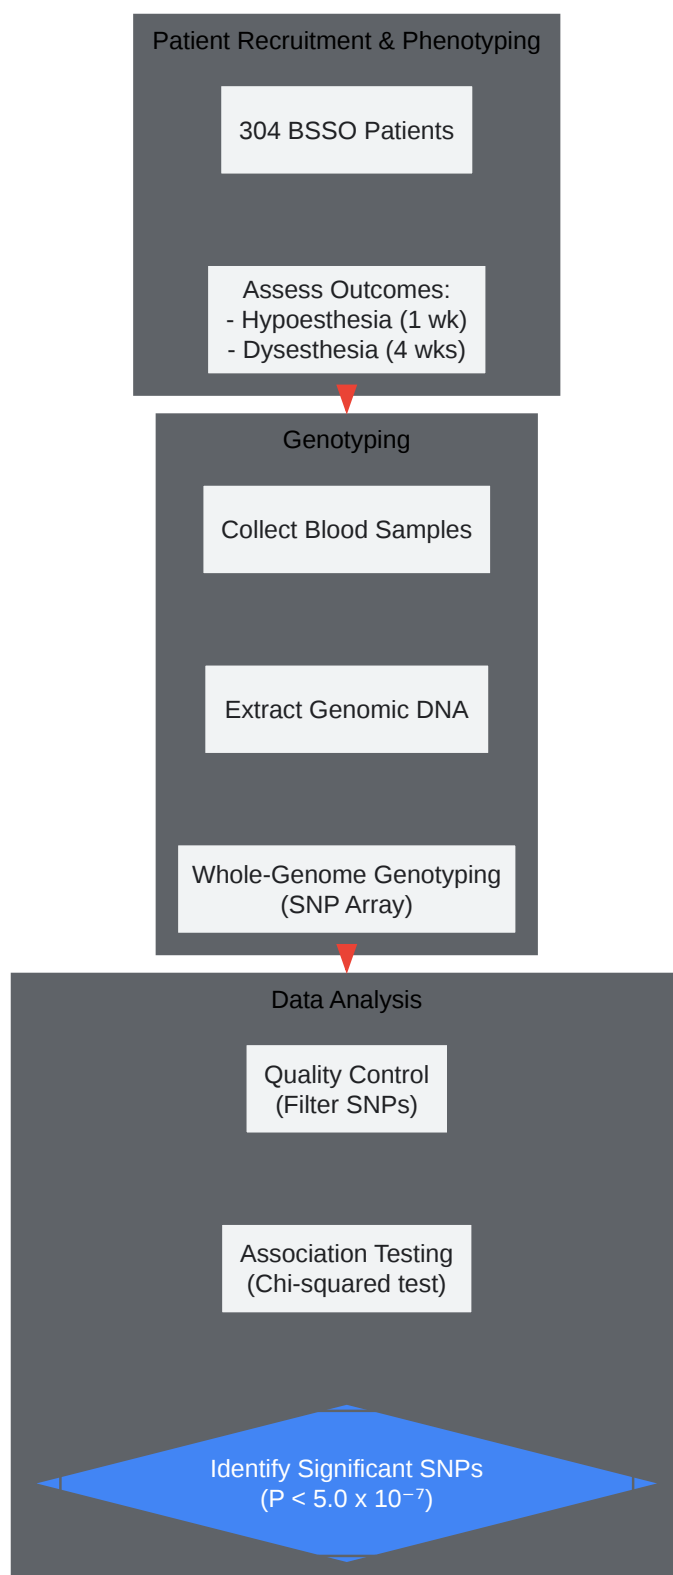 Patient Recruitment & Phenotyping
304 BSSO Patients
Assess Outcomes:
- Hypoesthesia (1 wk)
- Dysesthesia (4 wks)
Genotyping
Collect Blood Samples
Extract Genomic DNA
Whole-Genome Genotyping
(SNP Array)
Data Analysis
Quality Control
(Filter SNPs)
Association Testing
(Chi-squared test)
Identify Significant SNPs
(P < 5.0 x 10⁻⁷)